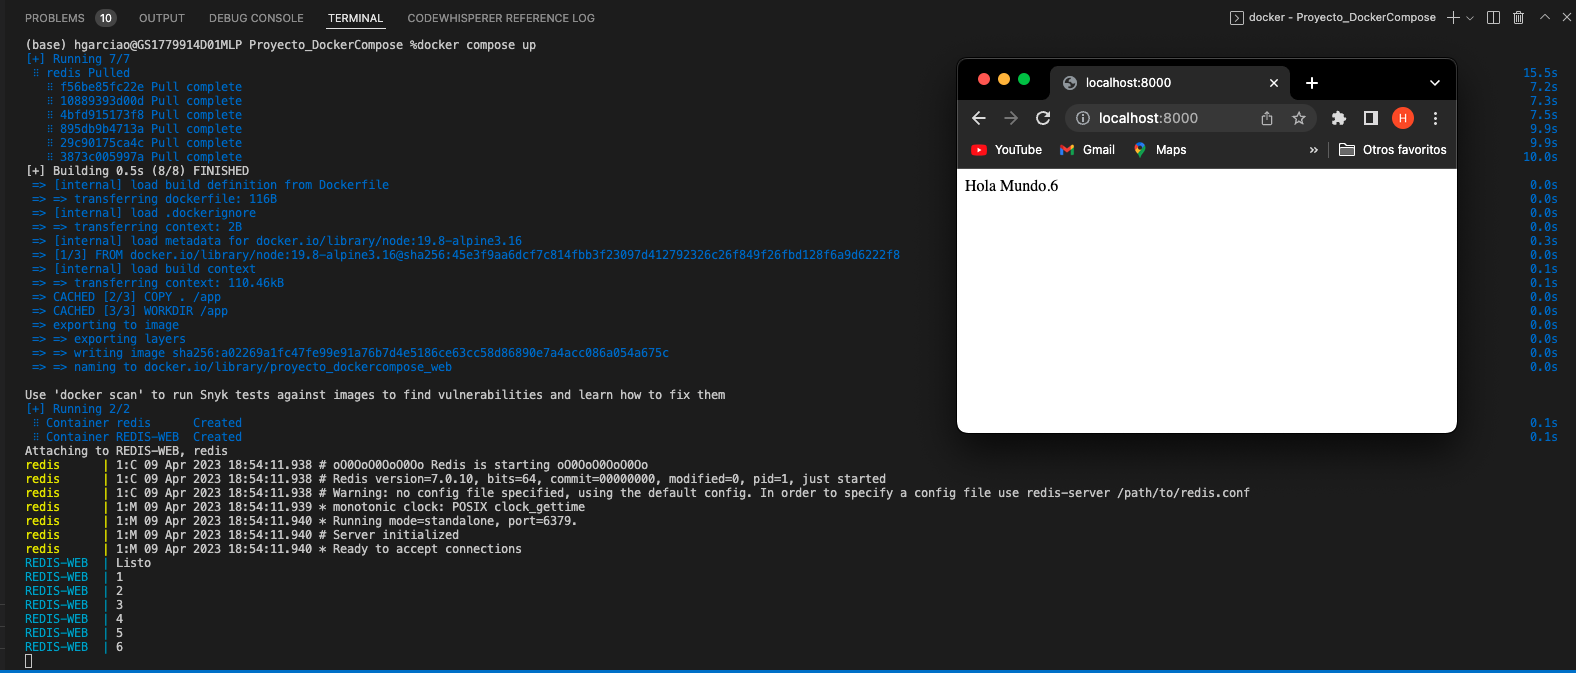 PROBLEMS 10 OUTPUT DEBUG CONSOLE TERMINAL CODEWHISPERER REFERENCE LOG docker - Proyecto_DockerCompose
(base) hgarciao@GS1779914D01MLP Proyecto_DockerCompose %docker compose up
[+] Running 7/7
redis Pulled 15.5s
f56be85fc22e Pull complete 7.2s
10889393d00d Pull complete 7.3s
4bfd915173f8 Pull complete 7.5s
895db9b4713a Pull complete 9.9s
29c90175ca4c Pull complete 9.9s
3873c005997a Pull complete 10.0s
[+] Building 0.5s (8/8) FINISHED
=> [internal] load build definition from Dockerfile 0.0s
=> => transferring dockerfile: 116B 0.0s
=> [internal] load .dockerignore 0.0s
=> => transferring context: 2B 0.0s
=> [internal] load metadata for docker.io/library/node:19.8-alpine3.16 0.3s
=> [1/3] FROM docker.io/library/node:19.8-alpine3.16@sha256:45e3f9aa6dcf7c814fbb3f23097d412792326c26f849f26fbd128f6a9d6222f8 0.0s
=> [internal] load build context 0.1s
=> => transferring context: 110.46kB 0.1s
=> CACHED [2/3] COPY . /app 0.0s
=> CACHED [3/3] WORKDIR /app 0.0s
=> exporting to image 0.0s
=> => exporting layers 0.0s
=> => writing image sha256:a02269a1fc47fe99e91a76b7d4e5186ce63cc58d86890e7a4acc086a054a675c 0.0s
=> => naming to docker.io/library/proyecto_dockercompose_web 0.0s
Use 'docker scan' to run Snyk tests against images to find vulnerabilities and learn how to fix them
[+] Running 2/2
Container redis Created 0.1s
Container REDIS-WEB Created 0.1s
Attaching to REDIS-WEB, redis
redis | 1:C 09 Apr 2023 18:54:11.938 # oO0OoO0OoO0Oo Redis is starting oO0OoO0OoO0Oo
redis | 1:C 09 Apr 2023 18:54:11.938 # Redis version=7.0.10, bits=64, commit=00000000, modified=0, pid=1, just started
redis | 1:C 09 Apr 2023 18:54:11.938 # Warning: no config file specified, using the default config. In order to specify a config file use redis-server /path/to/redis.conf
redis | 1:M 09 Apr 2023 18:54:11.939 * monotonic clock: POSIX clock_gettime
redis | 1:M 09 Apr 2023 18:54:11.940 * Running mode=standalone, port=6379.
redis | 1:M 09 Apr 2023 18:54:11.940 # Server initialized
redis | 1:M 09 Apr 2023 18:54:11.940 * Ready to accept connections
REDIS-WEB | Listo
REDIS-WEB | 1
REDIS-WEB | 2
REDIS-WEB | 3
REDIS-WEB | 4
REDIS-WEB | 5
REDIS-WEB | 6
localhost:8000
localhost:8000 H
YouTube Gmail Maps » Otros favoritos
Hola Mundo.6